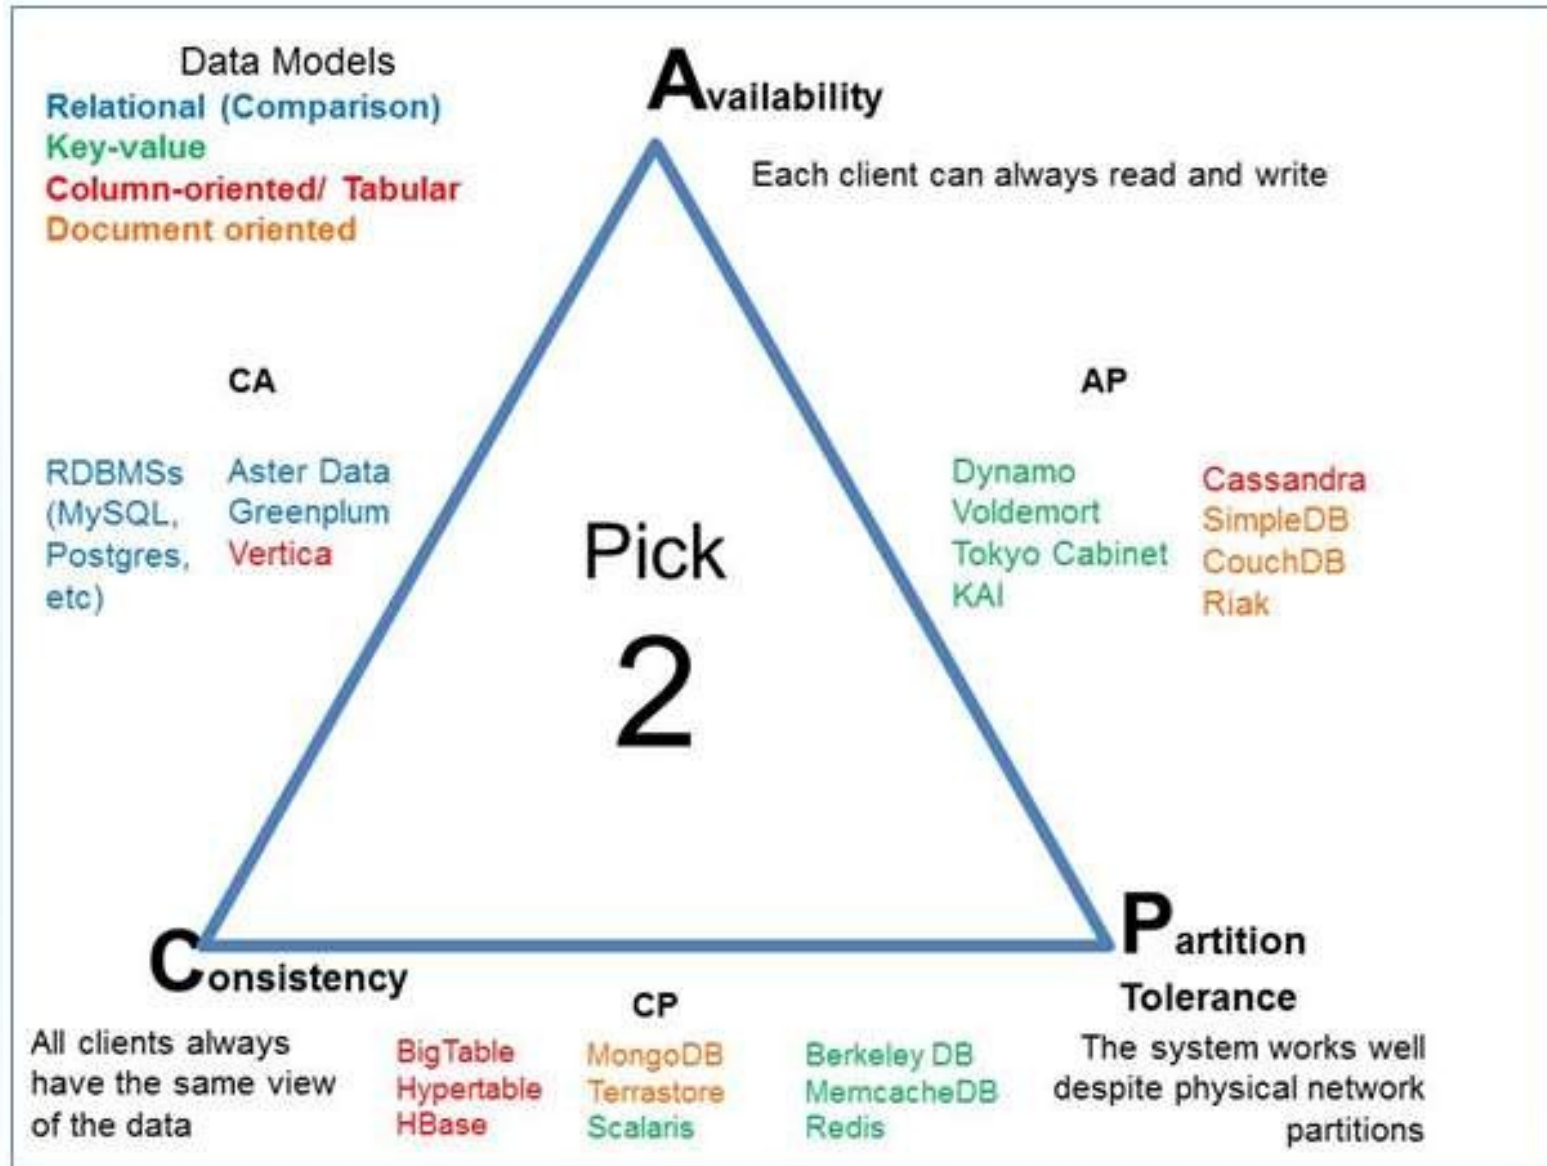 Data Models
Relational (Comparison)
Key-value
Column-oriented/ Tabular
Document oriented
Availability
Each client can always read and write
CA
RDBMSs
(MySQL,
Postgres,
etc)
Aster Data
Greenplum
Vertica
Pick
2
AP
Dynamo
Voldemort
Tokyo Cabinet
KAI
Cassandra
SimpleDB
CouchDB
Riak
Consistency
All clients always
have the same view
of the data
CP
BigTable
Hypertable
HBase
MongoDB
Terrastore
Scalaris
Berkeley DB
MemcacheDB
Redis
Partition
Tolerance
The system works well
despite physical network
partitions